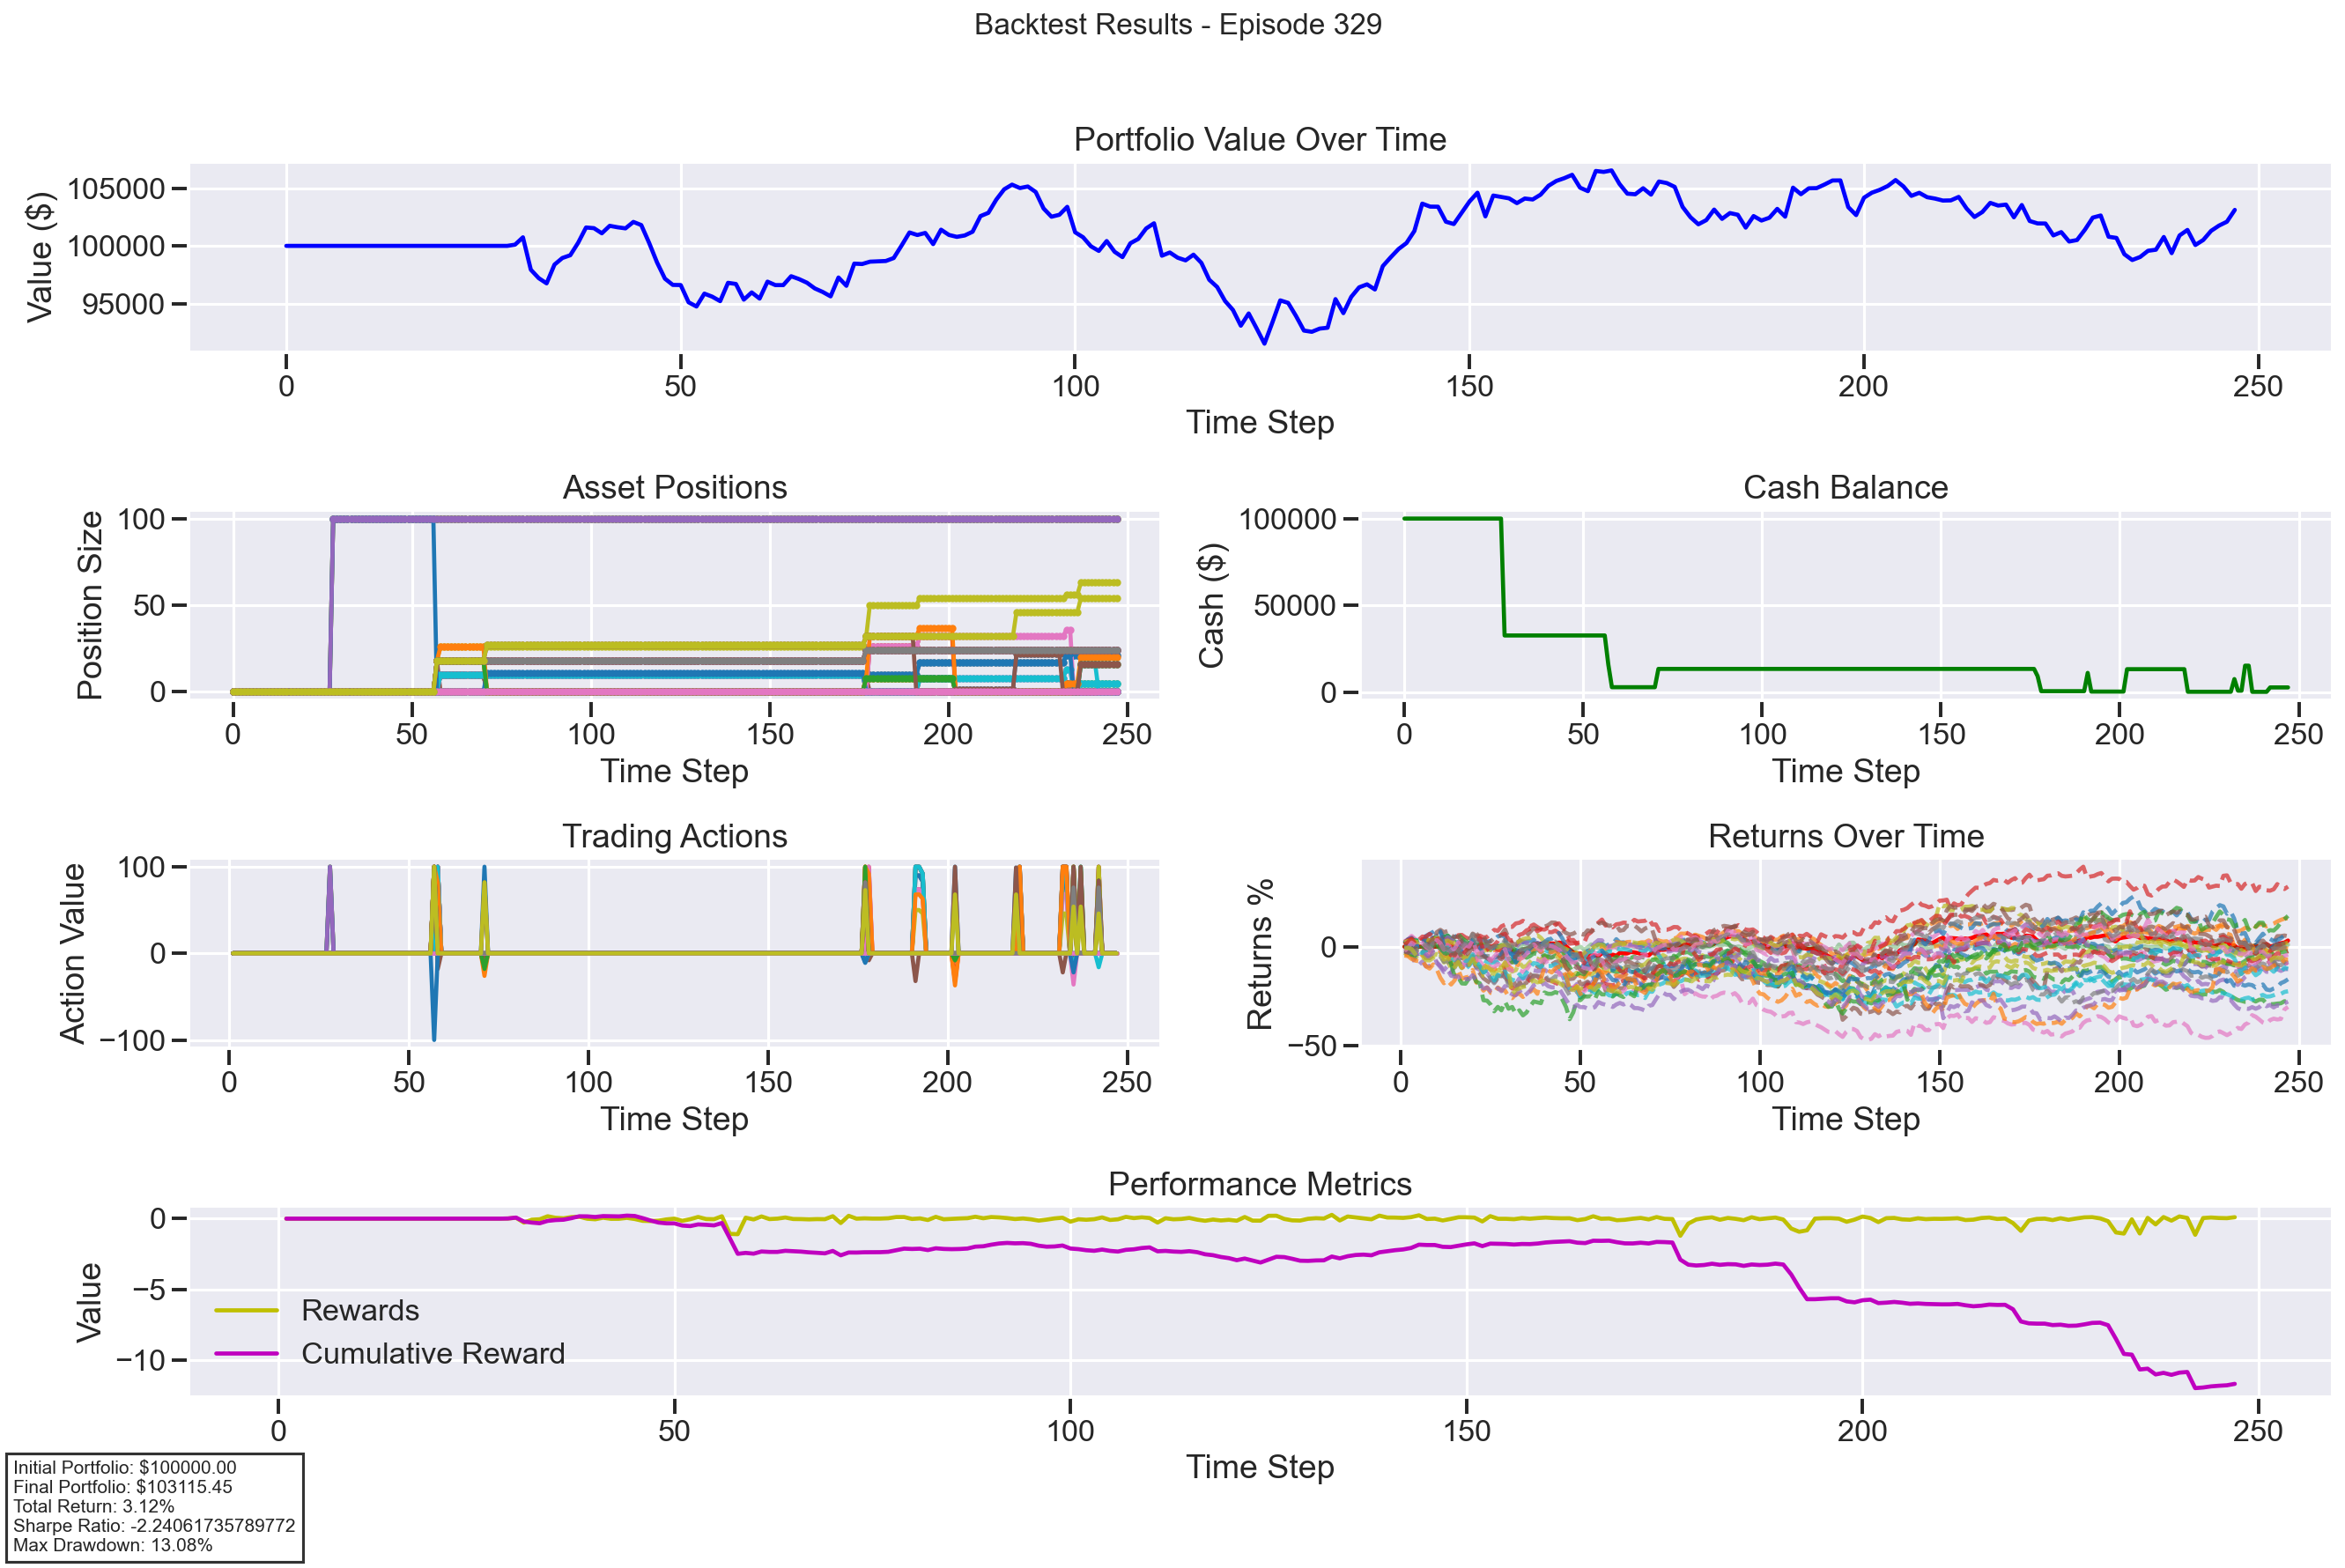 Backtest Results - Episode 329
Portfolio Value Over Time
Value ($)
105000
100000
95000
0 50 100 150 200 250
Time Step
Asset Positions
Position Size
100
50
0
0 50 100 150 200 250
Time Step
Cash Balance
Cash ($)
100000
50000
0
0 50 100 150 200 250
Time Step
Trading Actions
Action Value
100
0
−100
0 50 100 150 200 250
Time Step
Returns Over Time
Returns %
0
−50
0 50 100 150 200 250
Time Step
Performance Metrics
Value
0
−5
−10
Rewards
Cumulative Reward
0 50 100 150 200 250
Time Step
Initial Portfolio: $100000.00
Final Portfolio: $103115.45
Total Return: 3.12%
Sharpe Ratio: -2.24061735789772
Max Drawdown: 13.08%